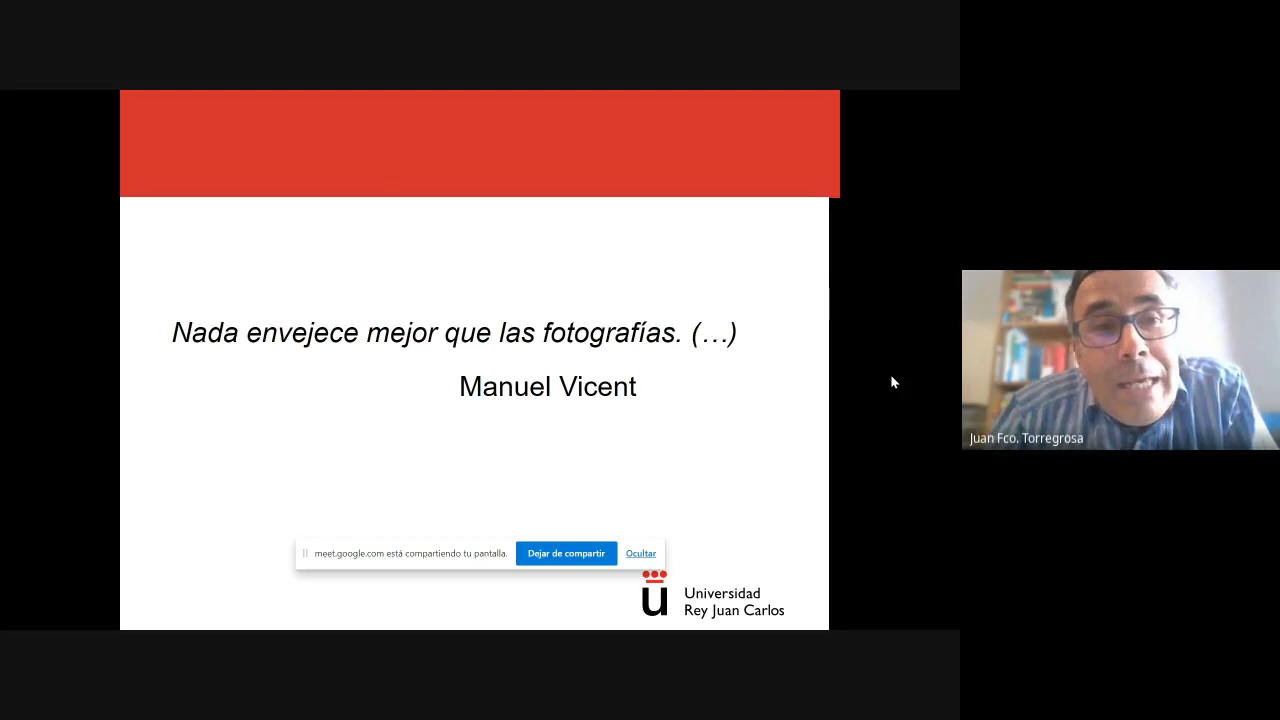 Nada envejece mejor que las fotografías. (…)
Manuel Vicent
meet.google.com está compartiendo tu pantalla. Dejar de compartir Ocultar
Universidad
Rey Juan Carlos
Juan Fco. Torregrosa